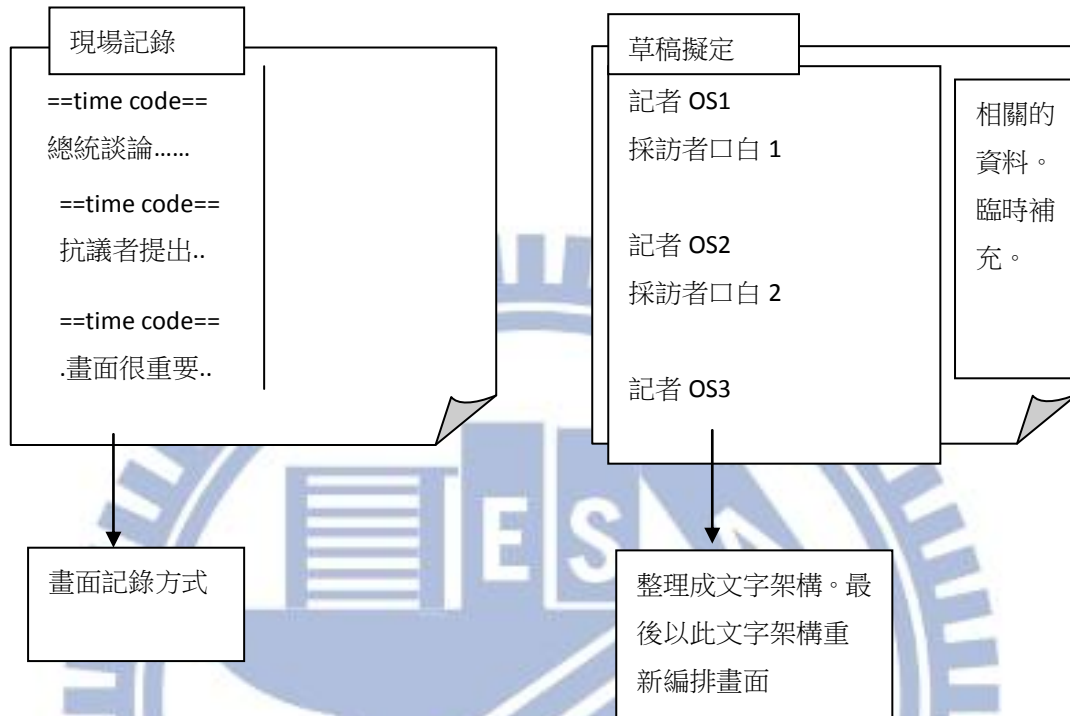 現場記錄
==time code==
總統談論......
==time code==
抗議者提出..
==time code==
.畫面很重要..
畫面記錄方式
草稿擬定
記者 OS1
採訪者口白 1
記者 OS2
採訪者口白 2
記者 OS3
相關的
資料。
臨時補
充。
整理成文字架構。最
後以此文字架構重
新編排畫面
ES